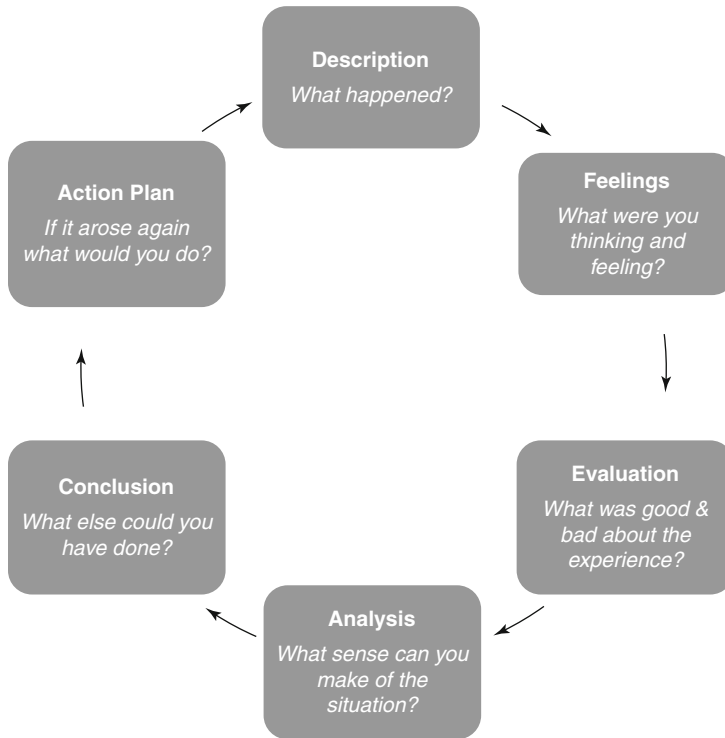 Description
What happened?
Feelings
What were you
thinking and
feeling?
Evaluation
What was good &
bad about the
experience?
Analysis
What sense can you
make of the
situation?
Conclusion
What else could you
have done?
Action Plan
If it arose again
what would you do?